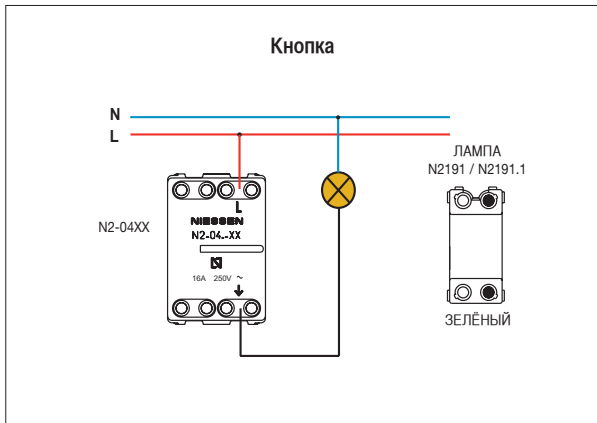 Кнопка
N
L
ЛАМПА
N2191 / N2191.1
N2-04XX
L
NIESSEN
N2-04..-XX
16A 250V ~
ЗЕЛЁНЫЙ